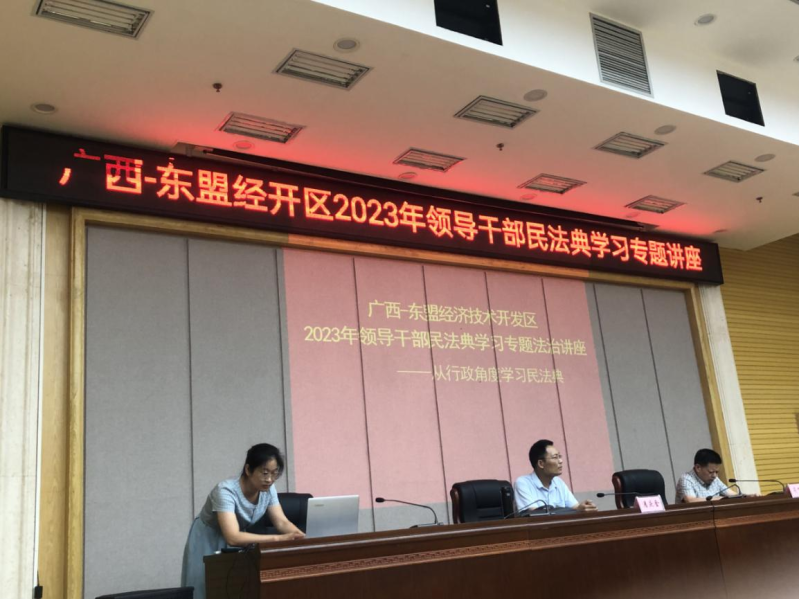 广西-东盟经开区2023年领导干部民法典学习专题讲座
广西-东盟经济技术开发区
2023年领导干部民法典学习专题法治讲座
——从行政角度学习民法典